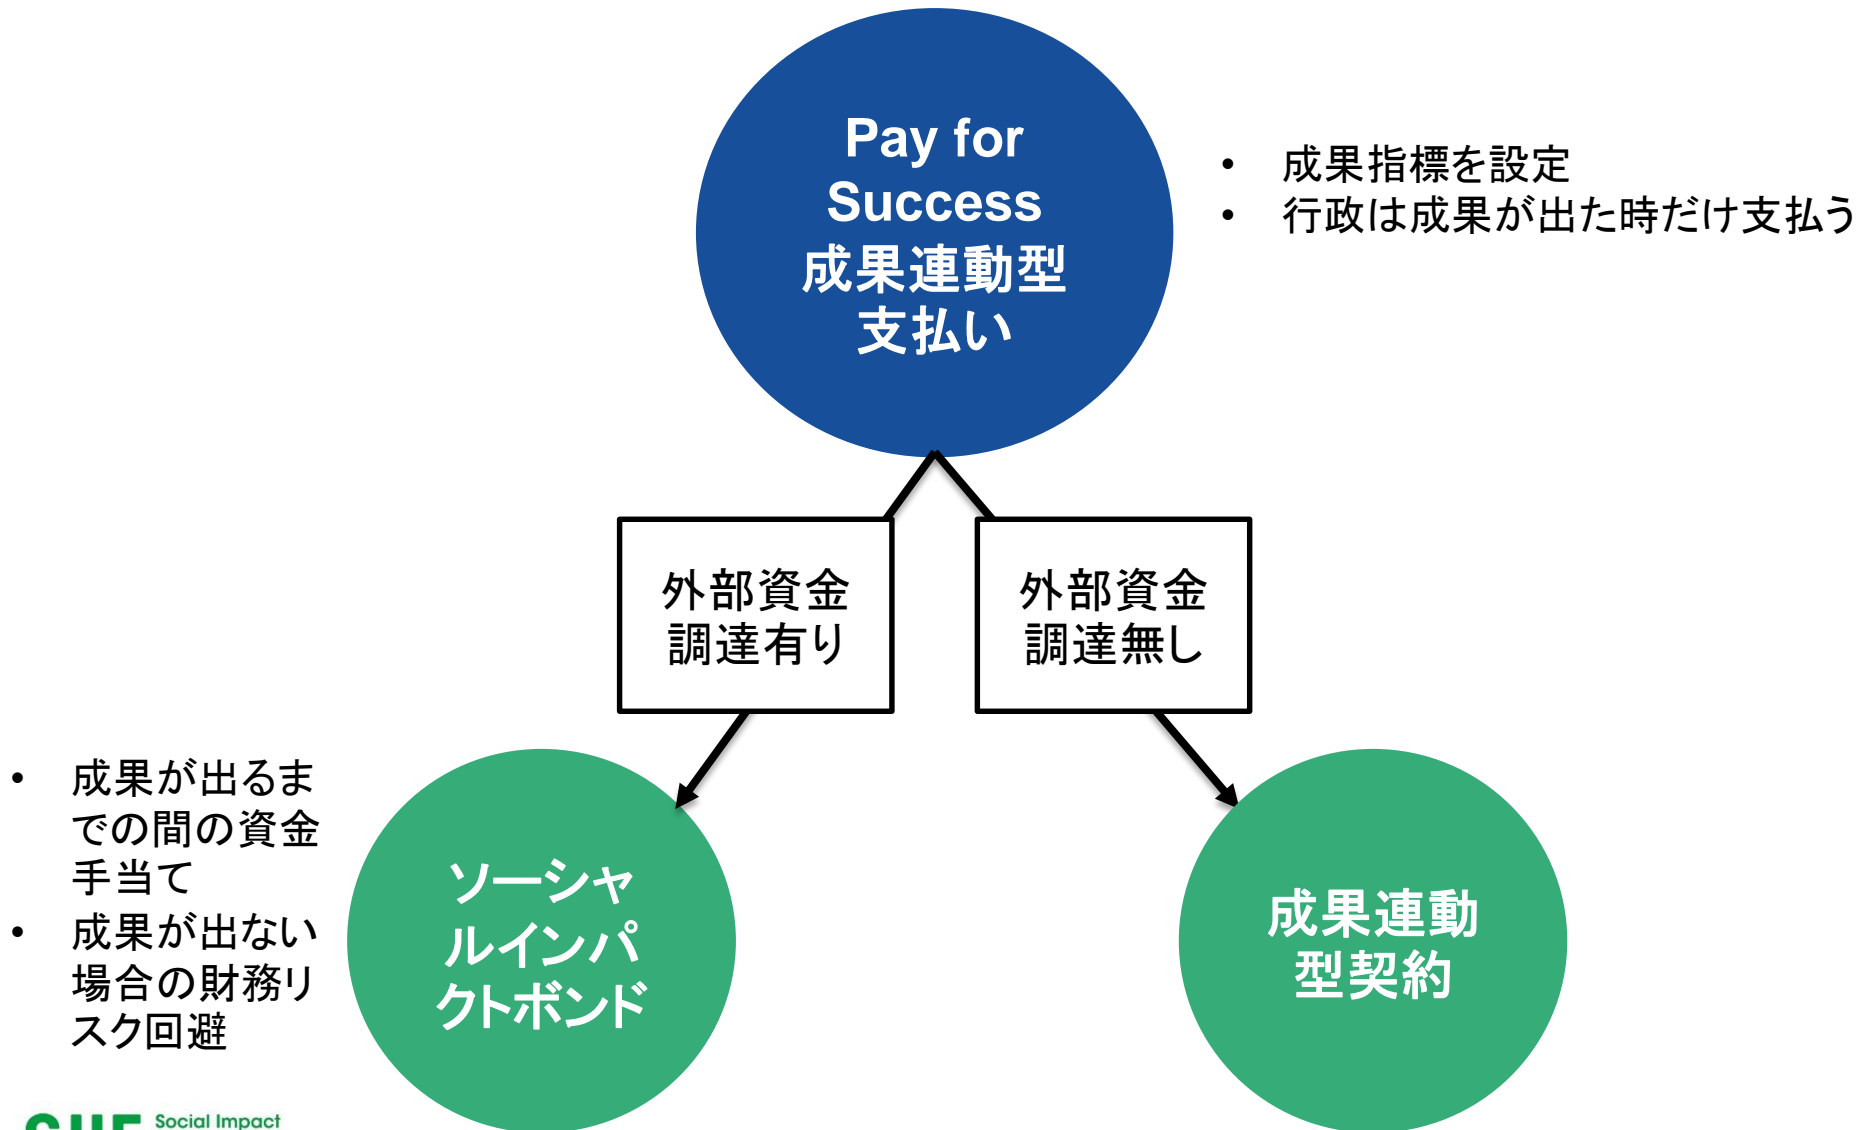 Pay for
Success
成果連動型
支払い
• 成果指標を設定
• 行政は成果が出た時だけ支払う
外部資金
調達有り
外部資金
調達無し
• 成果が出るま
での間の資金
手当て
• 成果が出ない
場合の財務リ
スク回避
ソーシャ
ルインパ
クトボンド
成果連動
型契約
Social Impact